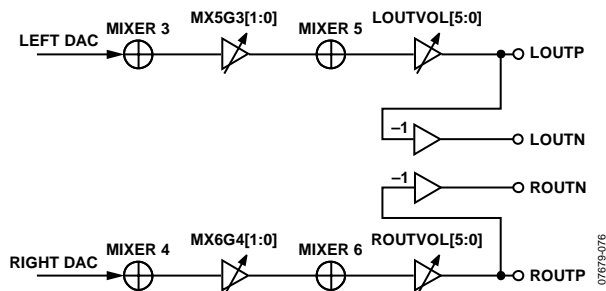 MIXER 3 MX5G3[1:0] MIXER 5 LOUTVOL[5:0]
LEFT DAC
LOUTP
–1
LOUTN
–1
ROUTN
MIXER 4 MX6G4[1:0] MIXER 6 ROUTVOL[5:0]
RIGHT DAC
ROUTP
07679-076